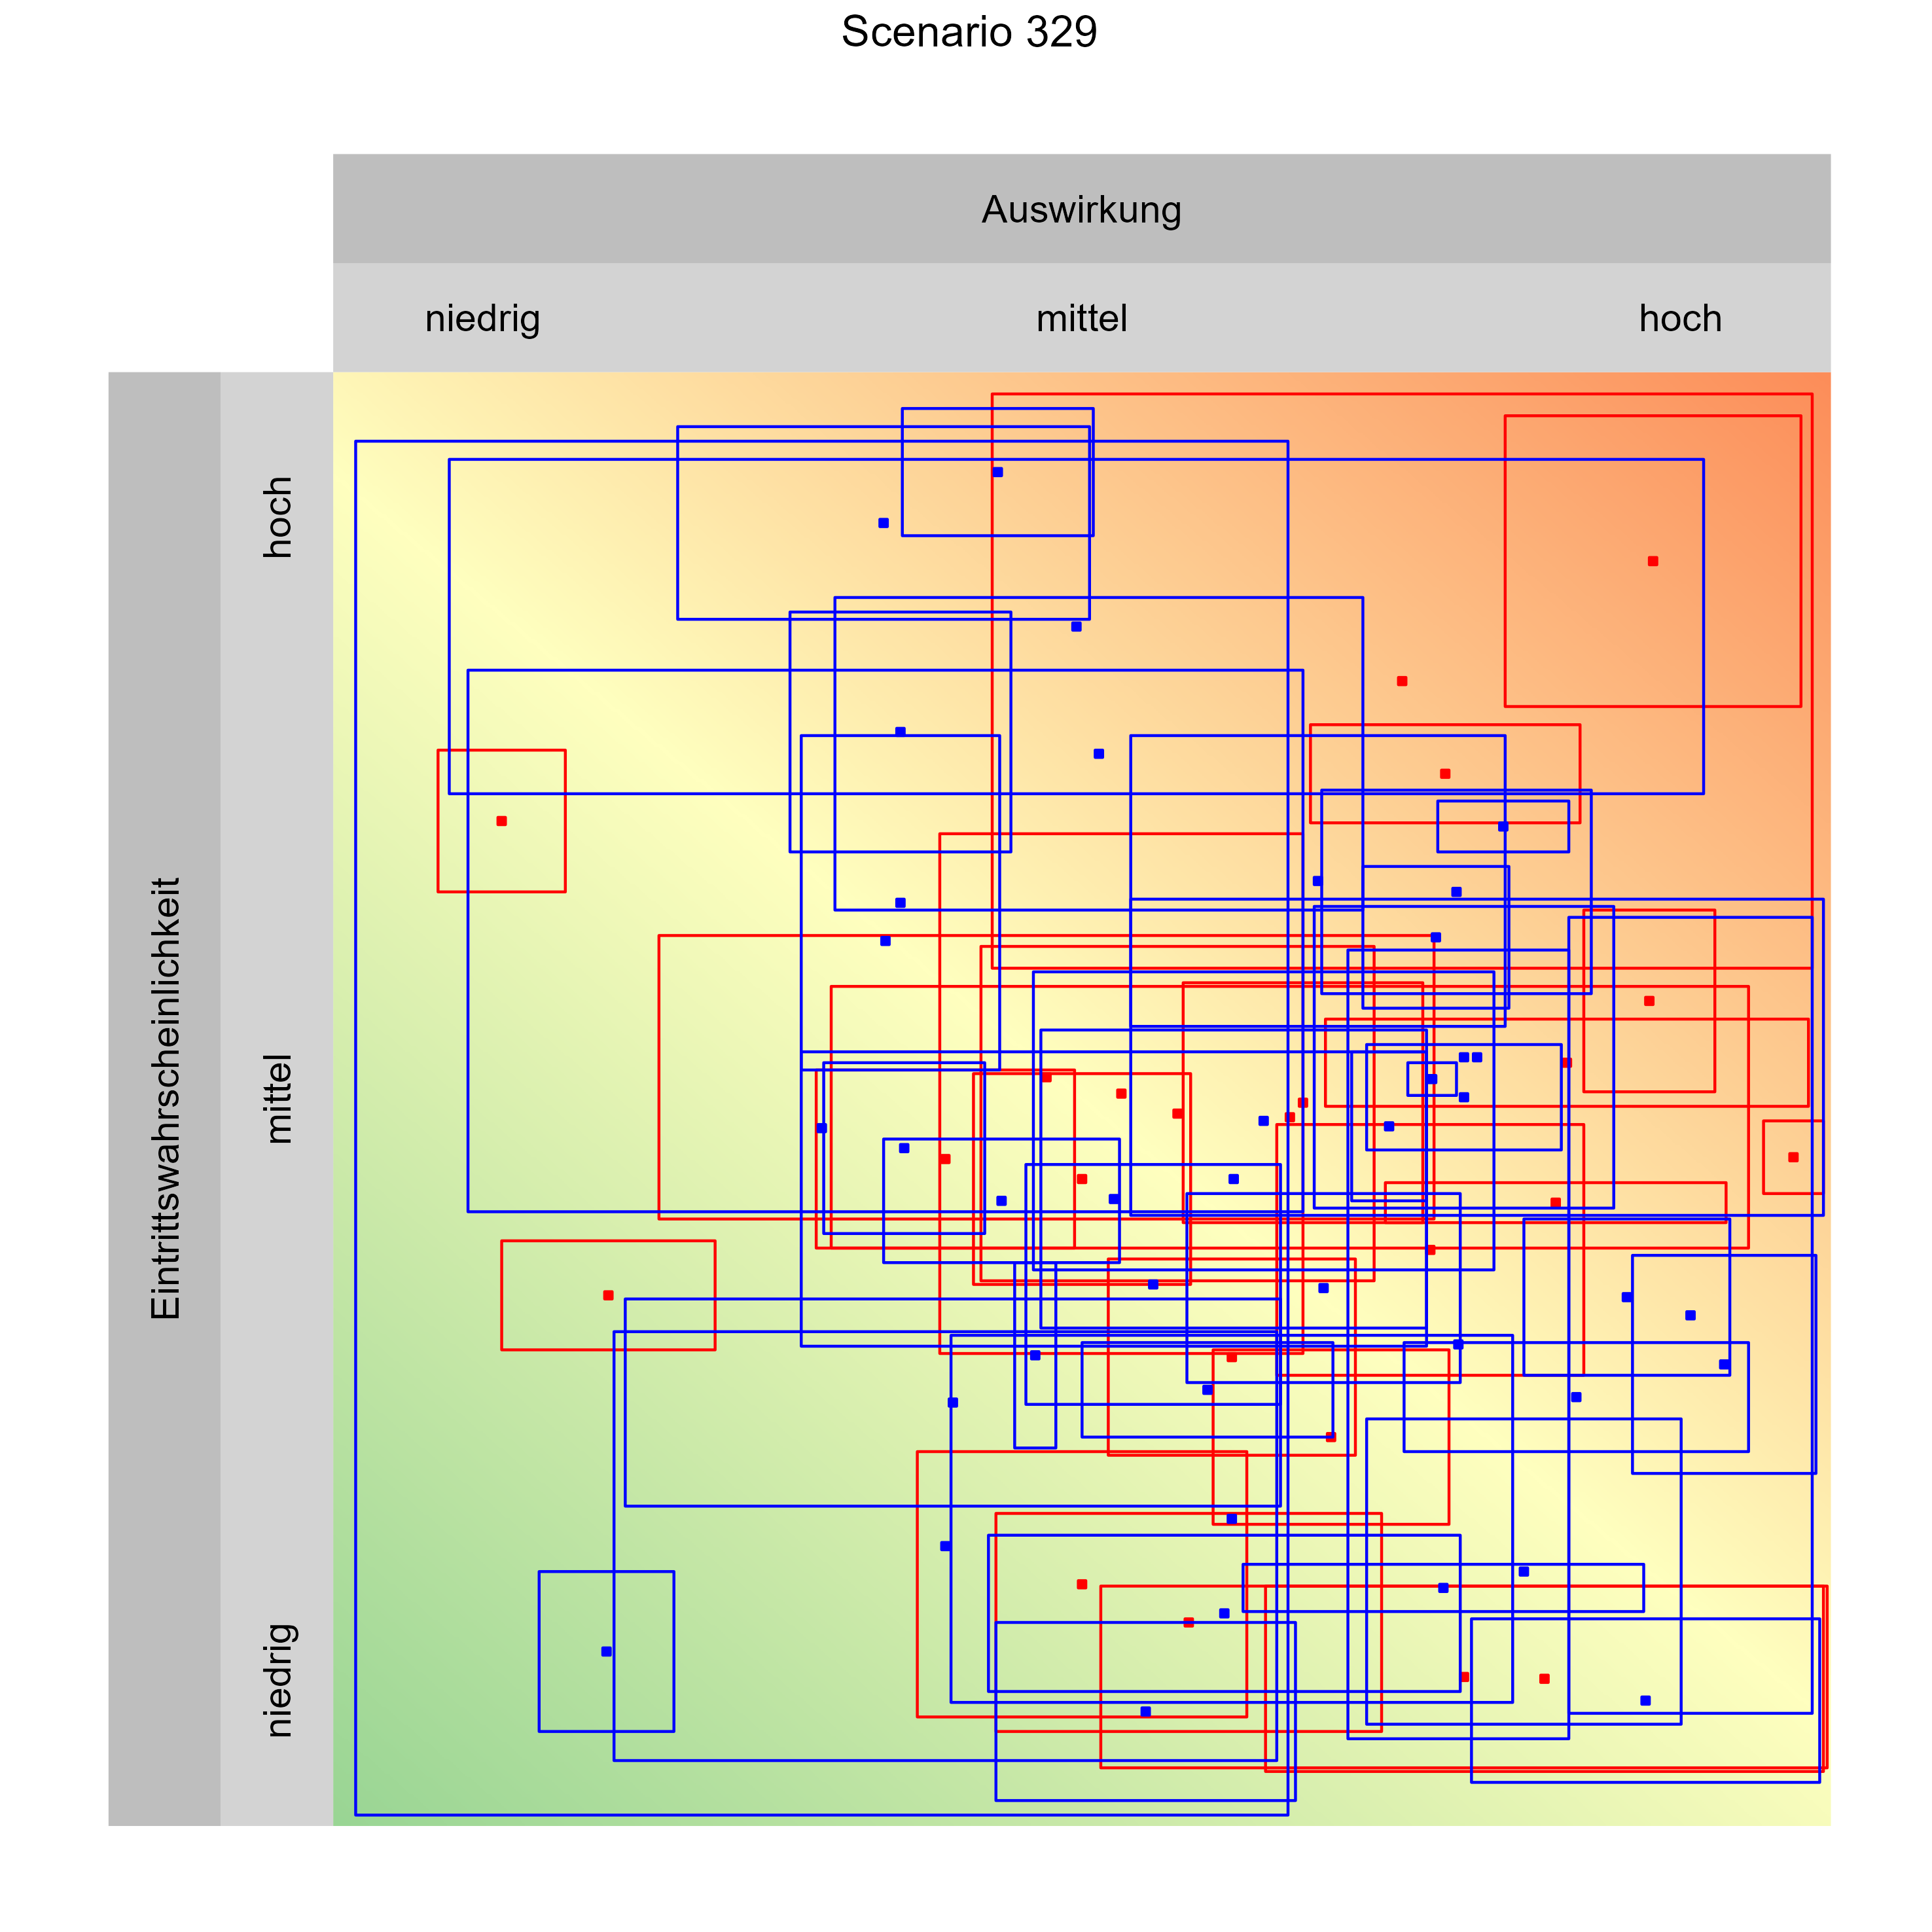 Scenario 329
Auswirkung
niedrig
mittel
hoch
Eintrittswahrscheinlichkeit
hoch
mittel
niedrig